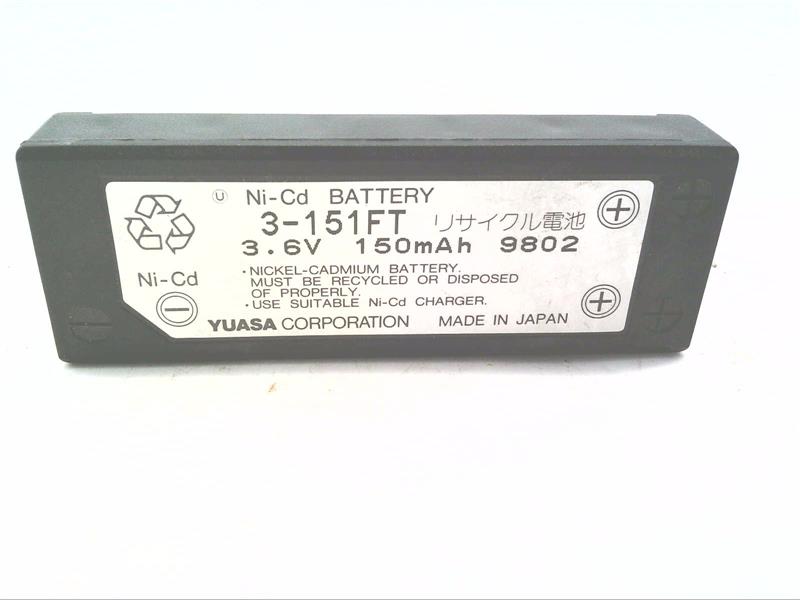 Ⓤ Ni-Cd BATTERY
3-151FT リサイクル電池 +
3.6V 150mAh 9802
Ni-Cd
・NICKEL-CADMIUM BATTERY.
MUST BE RECYCLED OR DISPOSED
OF PROPERLY.
・USE SUITABLE Ni-Cd CHARGER.
− +
YUASA CORPORATION MADE IN JAPAN